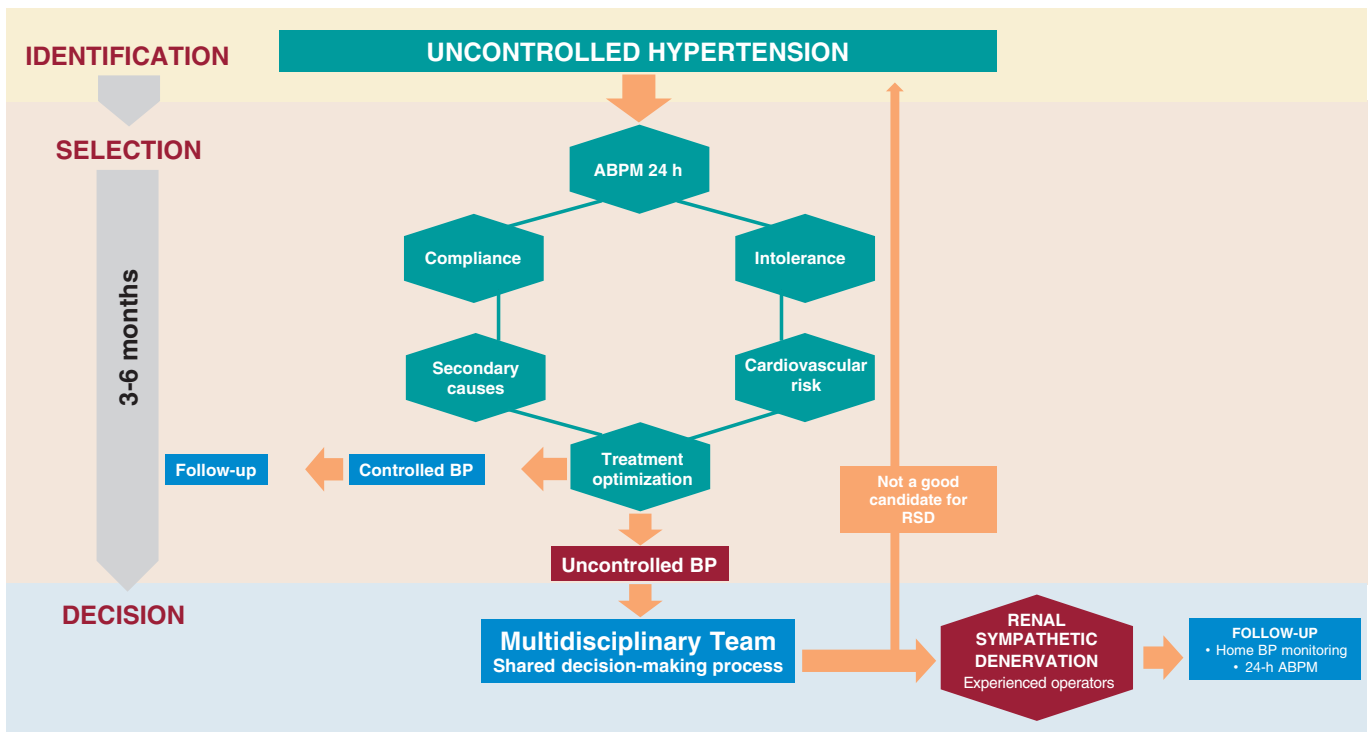 IDENTIFICATION
UNCONTROLLED HYPERTENSION
SELECTION
ABPM 24 h
Compliance
Intolerance
3-6 months
Secondary
causes
Cardiovascular
risk
Follow-up
Controlled BP
Treatment
optimization
Not a good
candidate for
RSD
Uncontrolled BP
DECISION
Multidisciplinary Team
Shared decision-making process
RENAL
SYMPATHETIC
DENERVATION
Experienced operators
FOLLOW-UP
• Home BP monitoring
• 24-h ABPM